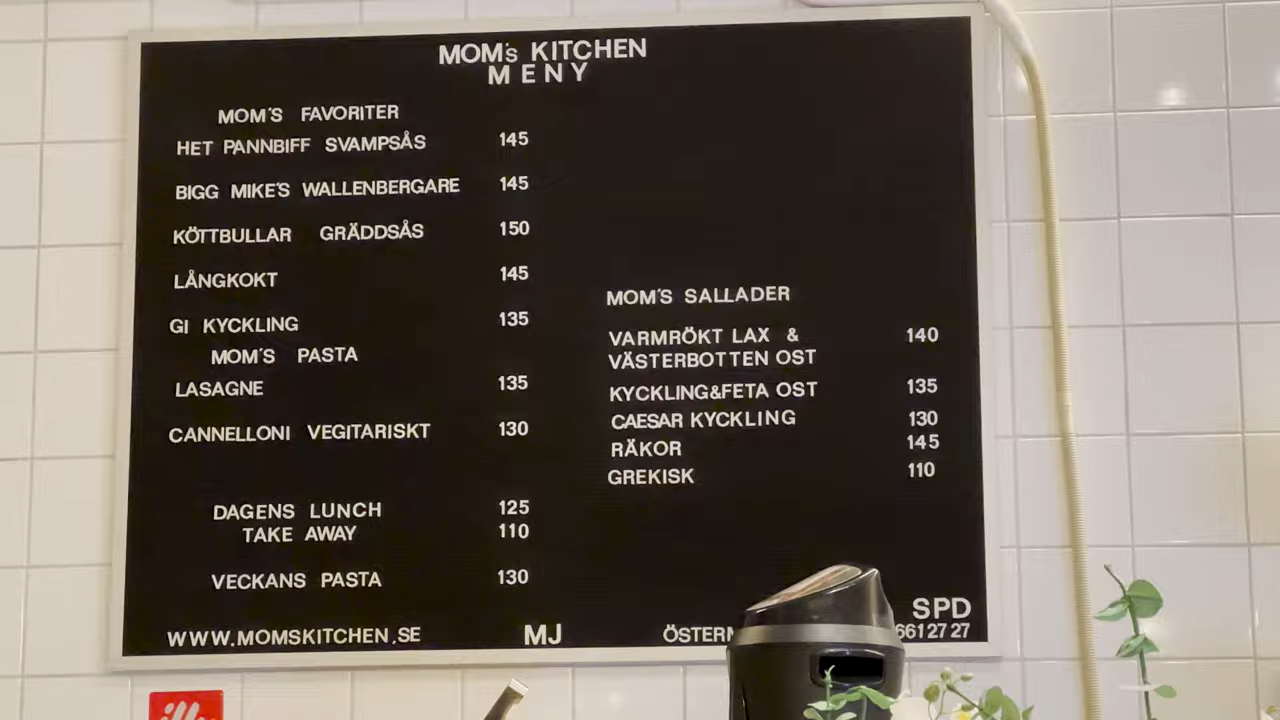 MOM's KITCHEN
MENY
MOM'S FAVORITER
HET PANNBIFF SVAMPSÅS 145
BIGG MIKE'S WALLENBERGARE 145
KÖTTBULLAR GRÄDDSÅS 150
LÅNGKOKT 145
GI KYCKLING 135
MOM'S PASTA
LASAGNE 135
CANNELLONI VEGITARISKT 130
DAGENS LUNCH 125
TAKE AWAY 110
VECKANS PASTA 130
MOM'S SALLADER
VARMRÖKT LAX & 140
VÄSTERBOTTEN OST
KYCKLING&FETA OST 135
CAESAR KYCKLING 130
RÄKOR 145
GREKISK 110
SPD
WWW.MOMSKITCHEN.SE MJ 661 27 27
illy